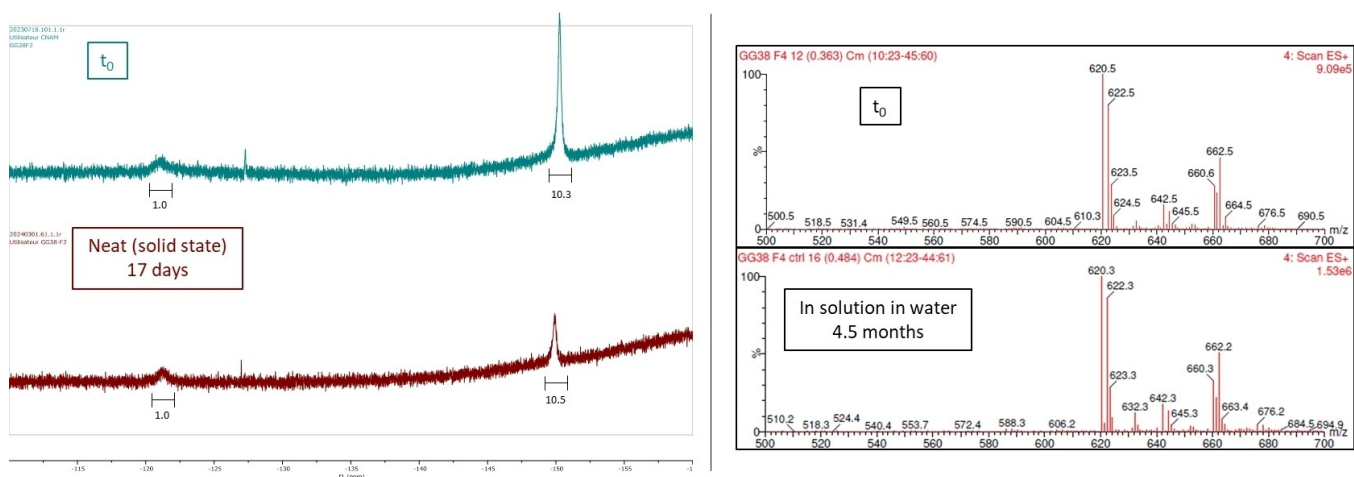 20230718.101.1.1r
Utilisateur CNAM
GG38F2
t0
1.0
10.3
20240301.61.1.1r
Utilisateur GG38-F2
Neat (solid state)
17 days
1.0
10.5
-115 -120 -125 -130 -135 -140 -145 -150 -155
GG38 F4 12 (0.363) Cm (10:23-45:60)
4: Scan ES+
9.09e5
t0
100
%
0
620.5
622.5
662.5
660.6
623.5
624.5
642.5
645.5
664.5
676.5
690.5
500.5
518.5
531.4
549.5
560.5
574.5
590.5
604.5
610.3
m/z
500 520 540 560 580 600 620 640 660 680 700
GG38 F4 ctrl 16 (0.484) Cm (12:23-44:61)
4: Scan ES+
1.53e6
In solution in water
4.5 months
100
%
0
620.3
622.3
662.2
660.3
623.3
632.3
642.3
645.3
663.4
676.2
684.5
694.9
510.2
518.3
524.4
540.4
553.7
572.4
588.3
606.2
m/z
500 520 540 560 580 600 620 640 660 680 700